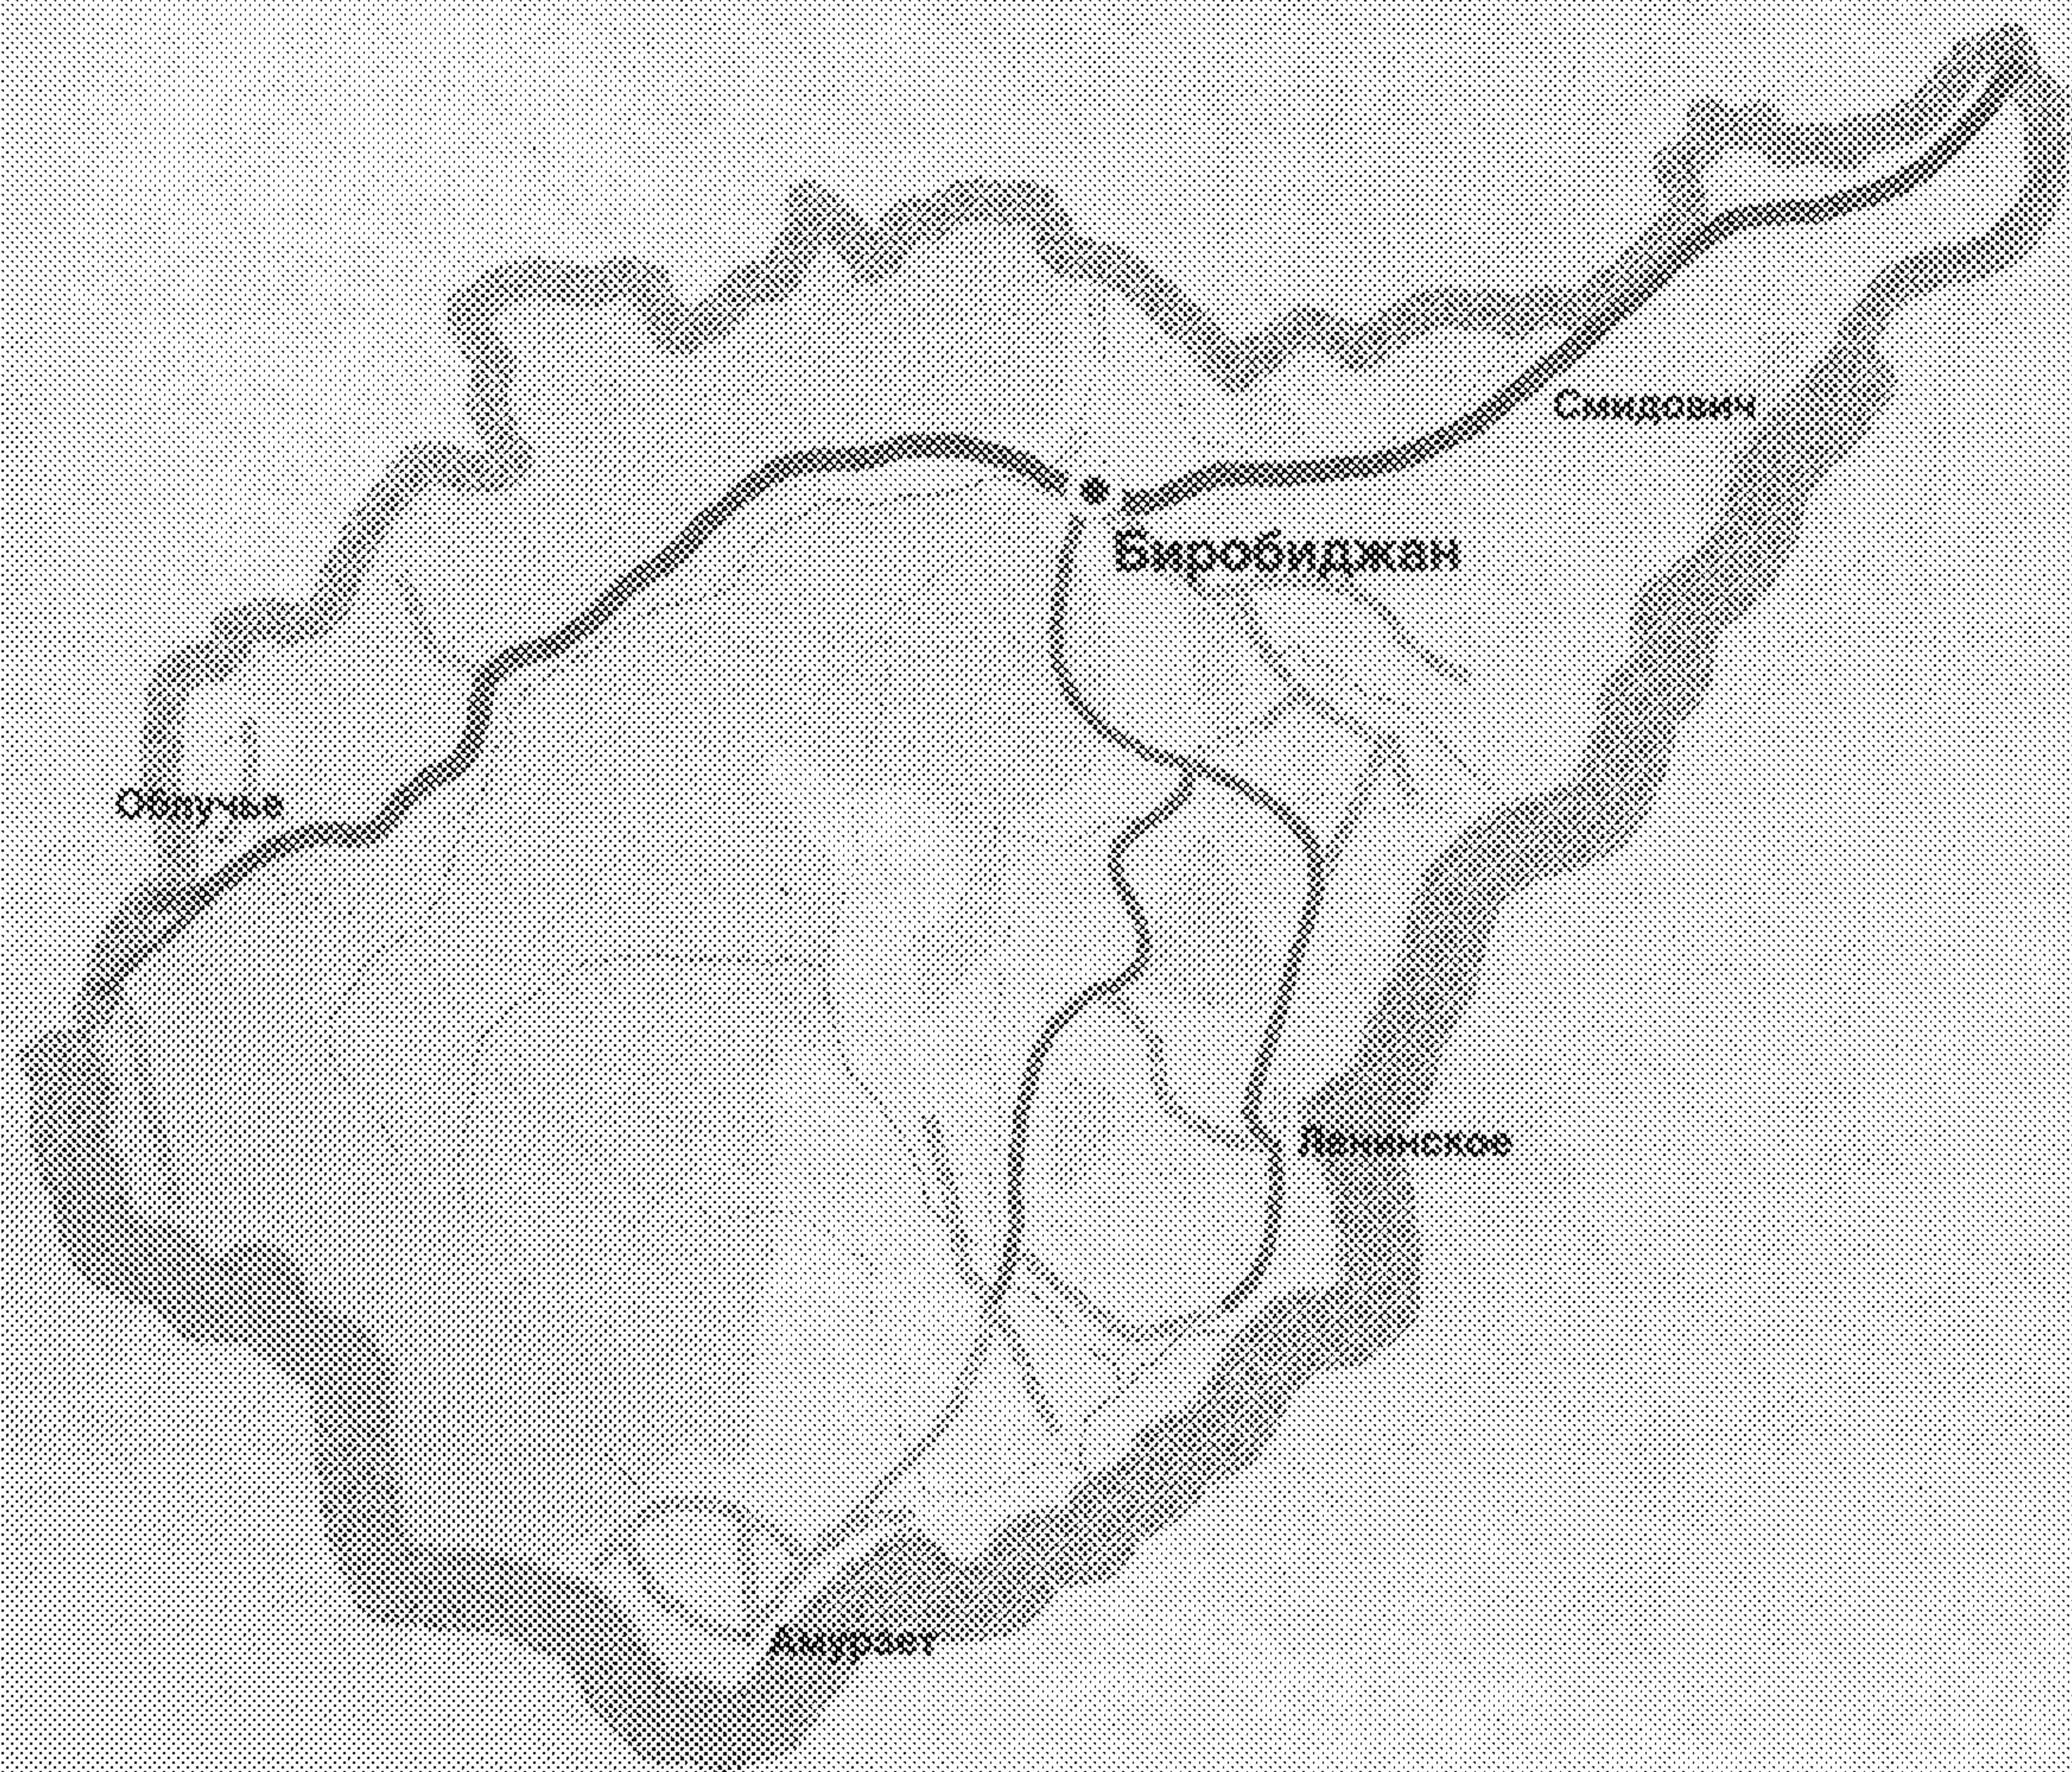 Смидович
Биробиджан
Облучье
Ленинское
Амурзет